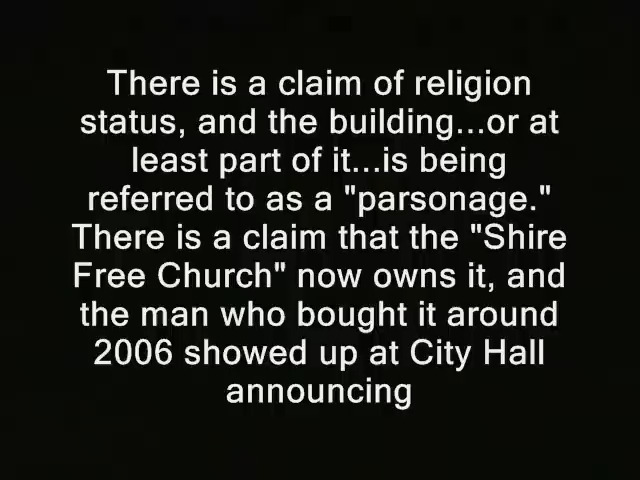 There is a claim of religion
status, and the building...or at
least part of it...is being
referred to as a "parsonage."
There is a claim that the "Shire
Free Church" now owns it, and
the man who bought it around
2006 showed up at City Hall
announcing